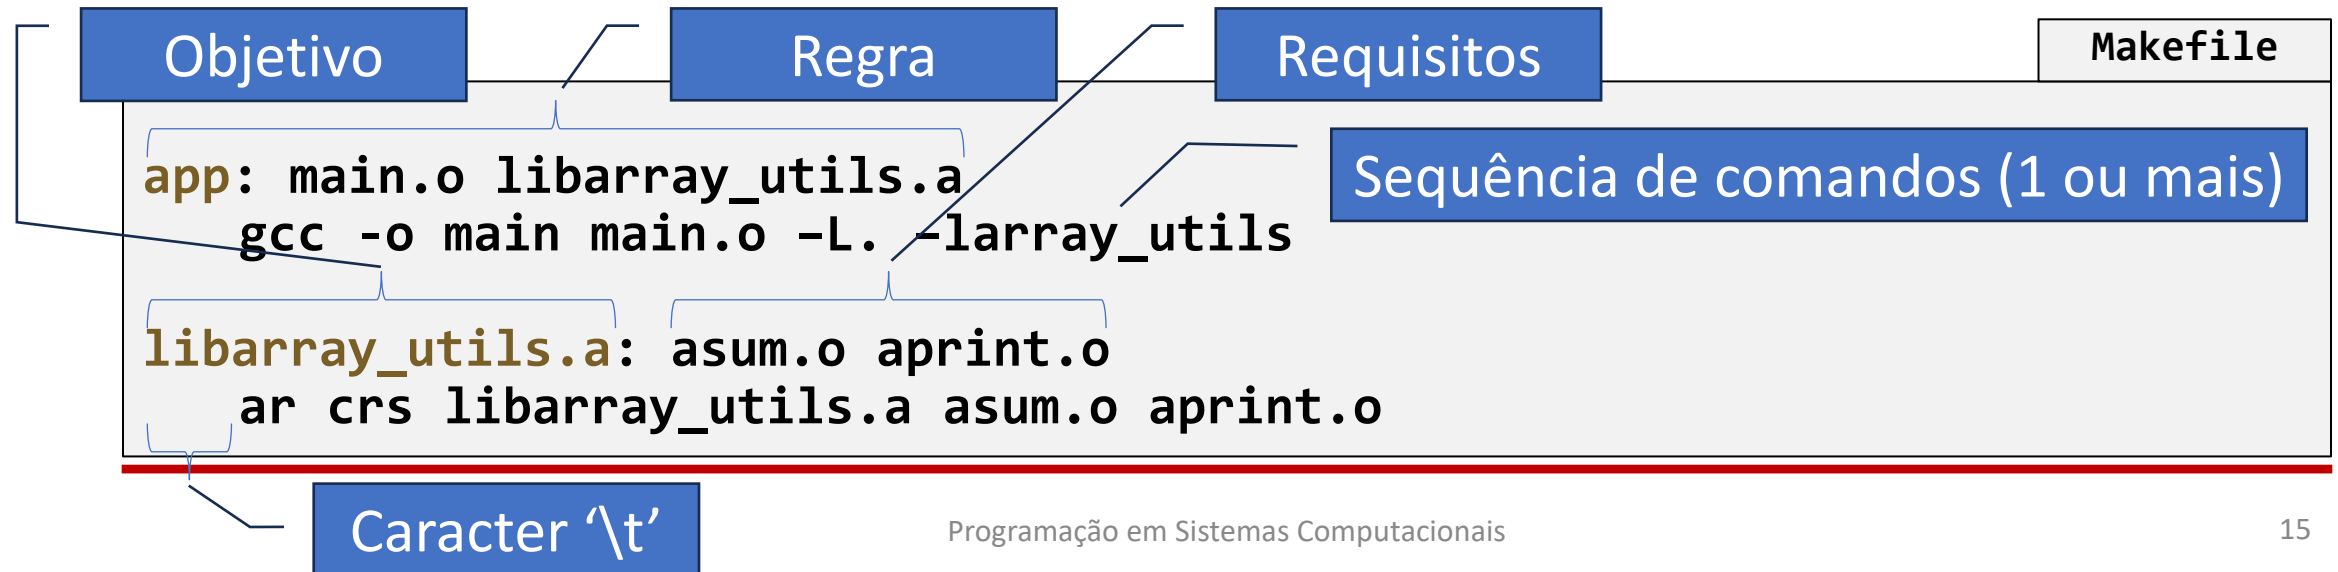 Objetivo
Regra
Requisitos
Makefile
app: main.o libarray_utils.a
Sequência de comandos (1 ou mais)
gcc -o main main.o –L. –larray_utils
libarray_utils.a: asum.o aprint.o
ar crs libarray_utils.a asum.o aprint.o
Caracter ‘\t’
Programação em Sistemas Computacionais
15